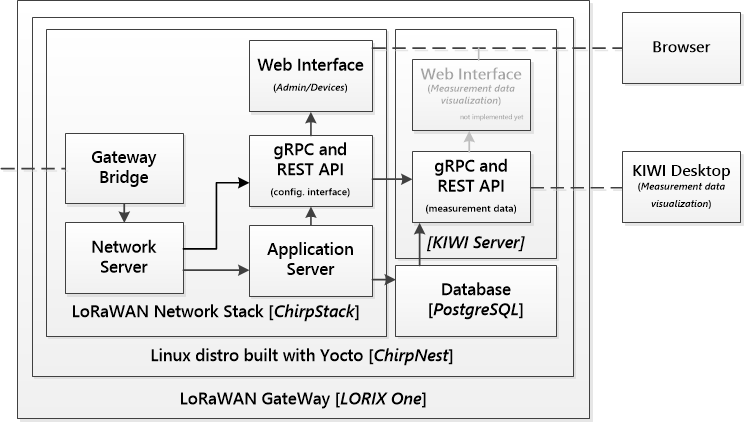 Web Interface
(Admin/Devices)
Web Interface
(Measurement data
visualization)
not implemented yet
Browser
Gateway
Bridge
gRPC and
REST API
(config. interface)
gRPC and
REST API
(measurement data)
KIWI Desktop
(Measurement data
visualization)
Network
Server
Application
Server
[KIWI Server]
Database
[PostgreSQL]
LoRaWAN Network Stack [ChirpStack]
Linux distro built with Yocto [ChirpNest]
LoRaWAN GateWay [LORIX One]